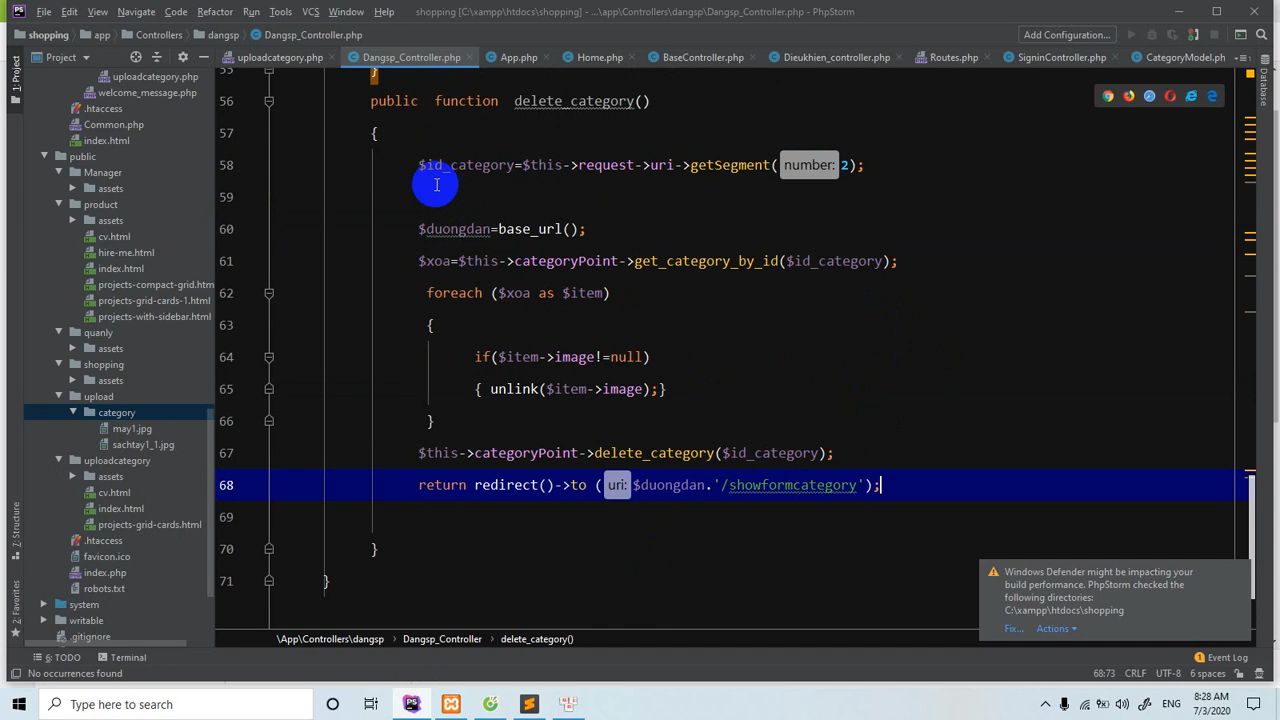 File Edit View Navigate Code Refactor Run Tools VCS Window Help shopping [C:\xampp\htdocs\shopping] - ...\app\Controllers\dangsp\Dangsp_Controller.php - PhpStorm
shopping app Controllers dangsp Dangsp_Controller.php Add Configuration...
Project uploadcategory.php Dangsp_Controller.php App.php Home.php BaseController.php Dieukhien_controller.php Routes.php SigninController.php CategoryModel.ph
1: Project
7: Structure
2: Favorites
Database
uploadcategory.php
welcome_message.php
.htaccess
Common.php
index.html
public
Manager
assets
product
assets
cv.html
hire-me.html
index.html
projects-compact-grid.htm
projects-grid-cards-1.html
projects-with-sidebar.html
quanly
assets
shopping
assets
upload
category
may1.jpg
sachtay1_1.jpg
uploadcategory
assets
cv.html
index.html
projects-grid-cards.html
.htaccess
favicon.ico
index.php
robots.txt
system
writable
.gitignore
55 }
56 public function delete_category()
57 {
58 $id_category=$this->request->uri->getSegment( number: 2);
59
60 $duongdan=base_url();
61 $xoa=$this->categoryPoint->get_category_by_id($id_category);
62 foreach ($xoa as $item)
63 {
64 if($item->image!=null)
65 { unlink($item->image);}
66 }
67 $this->categoryPoint->delete_category($id_category);
68 return redirect()->to ( uri: $duongdan.'/showformcategory');
69
70 }
71 }
Windows Defender might be impacting your
build performance. PhpStorm checked the
following directories:
C:\xampp\htdocs\shopping
Fix... Actions
\App\Controllers\dangsp Dangsp_Controller delete_category()
6: TODO Terminal 1 Event Log
No occurrences found 68:73 CRLF UTF-8 6 spaces
Type here to search ENG 8:28 AM
7/3/2020